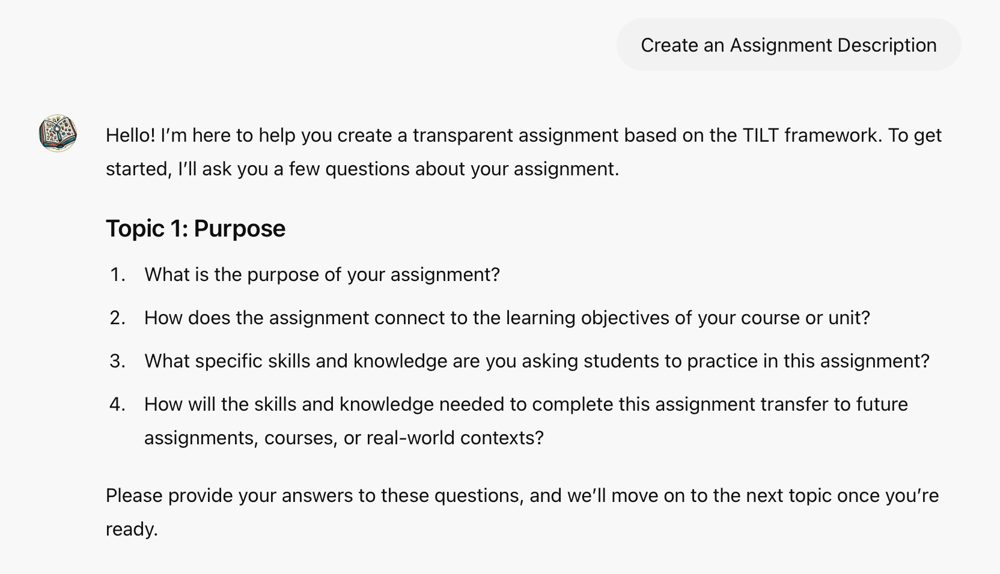 Create an Assignment Description
Hello! I’m here to help you create a transparent assignment based on the TILT framework. To get
started, I’ll ask you a few questions about your assignment.
Topic 1: Purpose
1. What is the purpose of your assignment?
2. How does the assignment connect to the learning objectives of your course or unit?
3. What specific skills and knowledge are you asking students to practice in this assignment?
4. How will the skills and knowledge needed to complete this assignment transfer to future
assignments, courses, or real-world contexts?
Please provide your answers to these questions, and we’ll move on to the next topic once you’re
ready.